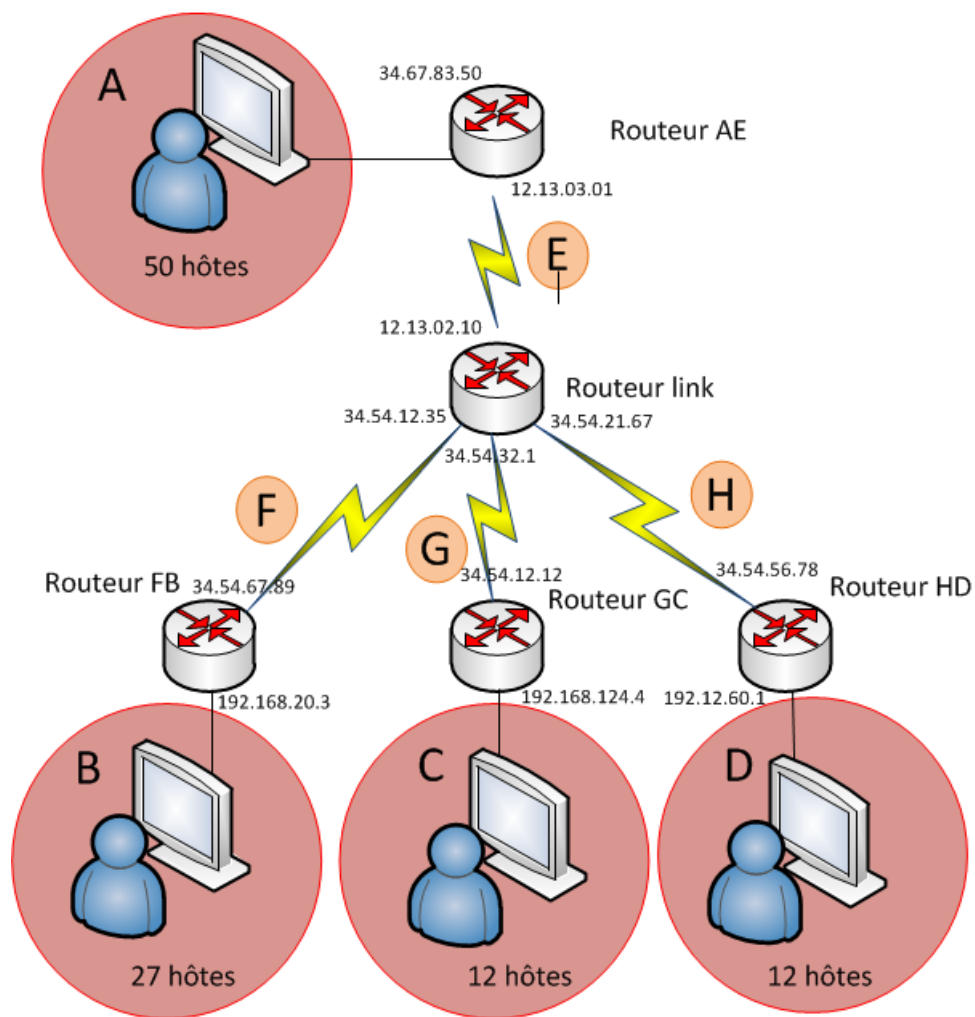 A
34.67.83.50
Routeur AE
12.13.03.01
50 hôtes
E
12.13.02.10
Routeur link
34.54.12.35
34.54.21.67
34.54.32.1
F
G
H
Routeur FB
34.54.67.89
34.54.12.12
Routeur GC
34.54.56.78
Routeur HD
192.168.20.3
192.168.124.4
192.12.60.1
B
C
D
27 hôtes
12 hôtes
12 hôtes